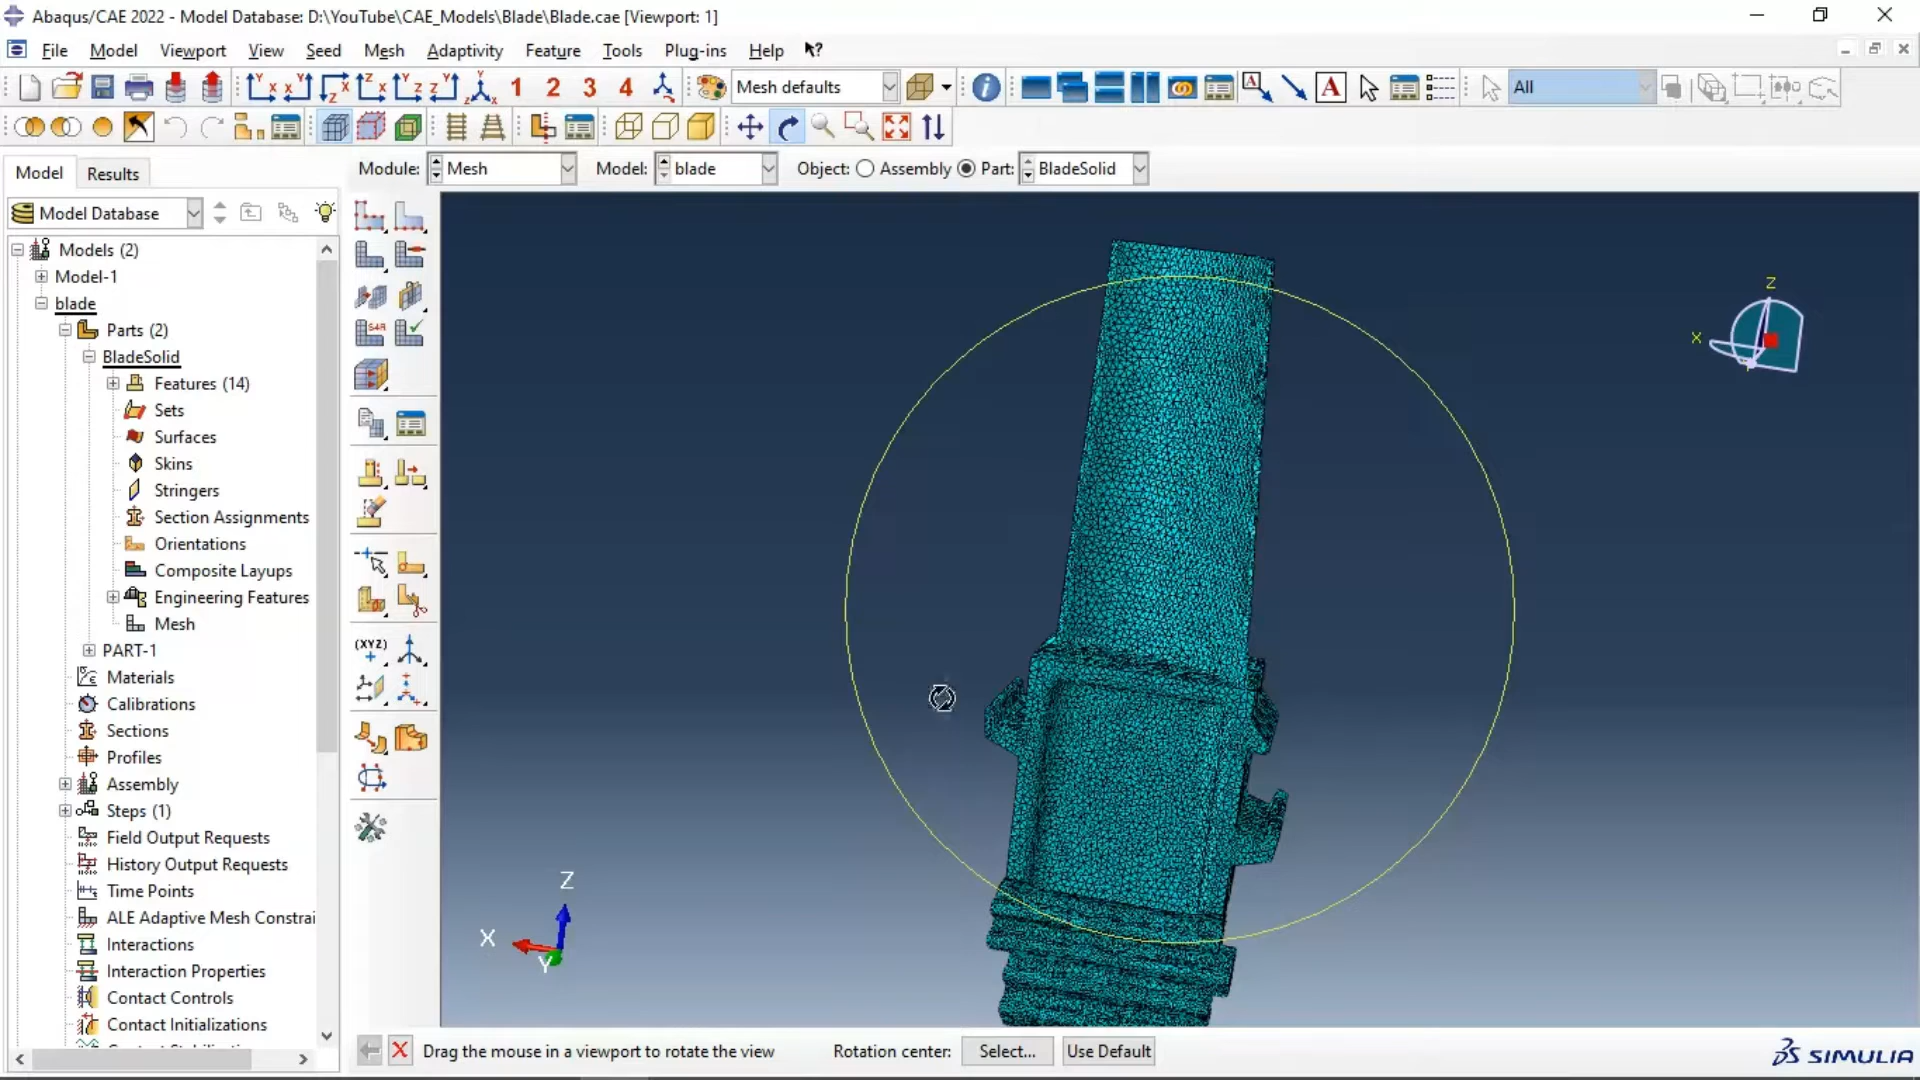 Abaqus/CAE 2022 - Model Database: D:\YouTube\CAE_Models\Blade\Blade.cae [Viewport: 1]
File Model Viewport View Seed Mesh Adaptivity Feature Tools Plug-ins Help
1 2 3 4 Mesh defaults All
Model Results
Module: Mesh Model: blade Object: Assembly Part: BladeSolid
Model Database
Models (2)
Model-1
blade
Parts (2)
BladeSolid
Features (14)
Sets
Surfaces
Skins
Stringers
Section Assignments
Orientations
Composite Layups
Engineering Features
Mesh
PART-1
Materials
Calibrations
Sections
Profiles
Assembly
Steps (1)
Field Output Requests
History Output Requests
Time Points
ALE Adaptive Mesh Constrai
Interactions
Interaction Properties
Contact Controls
Contact Initializations
S4R
(XYZ)
Z
X
Z
X
Y
Drag the mouse in a viewport to rotate the view Rotation center: Select... Use Default
SIMULIA